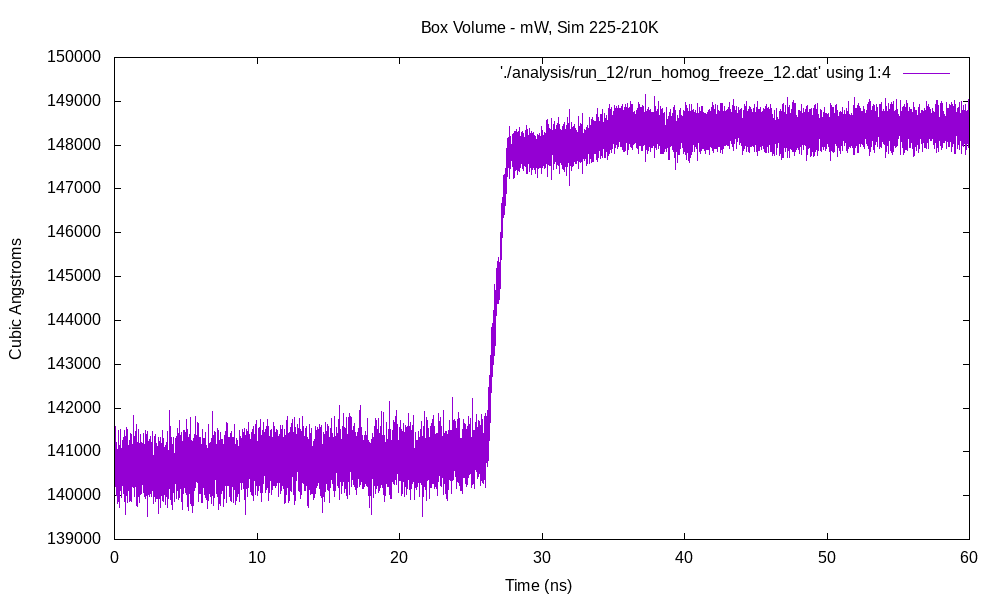 Box Volume - mW, Sim 225-210K
'./analysis/run_12/run_homog_freeze_12.dat' using 1:4
150000
149000
148000
147000
146000
145000
144000
143000
142000
141000
140000
139000
Cubic Angstroms
0 10 20 30 40 50 60
Time (ns)